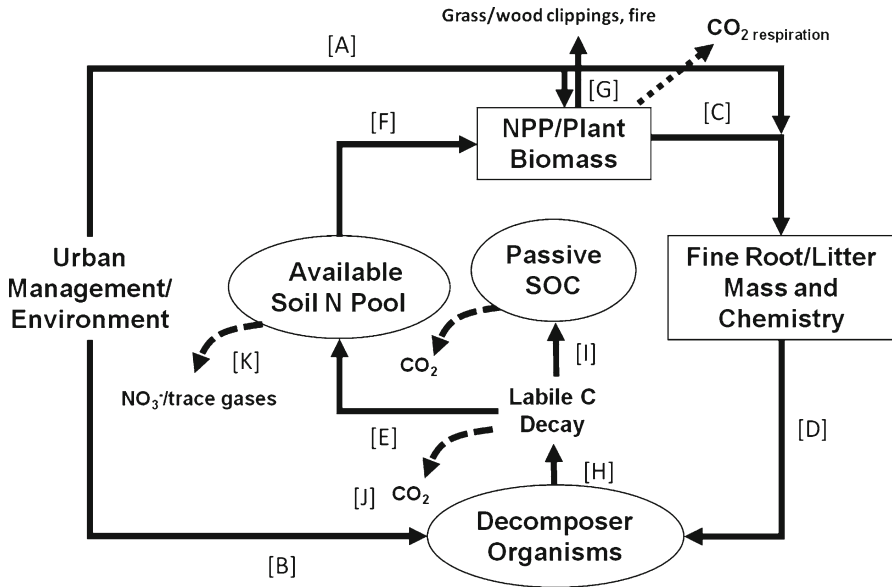 Grass/wood clippings, fire
CO2 respiration
[A]
[G]
[C]
[F]
NPP/Plant
Biomass
Urban
Management/
Environment
Available
Soil N Pool
Passive
SOC
Fine Root/Litter
Mass and
Chemistry
[K]
CO2
[I]
NO3-/trace gases
Labile C
Decay
[E]
[D]
[J]
CO2
[H]
Decomposer
Organisms
[B]